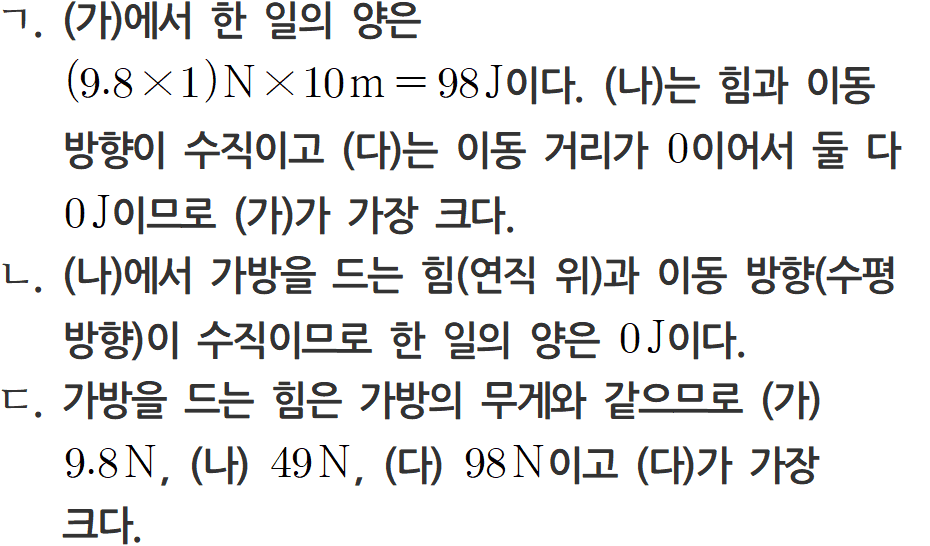 ㄱ. (가)에서 한 일의 양은
(9.8×1)N×10m=98J이다. (나)는 힘과 이동
방향이 수직이고 (다)는 이동 거리가 0이어서 둘 다
0J이므로 (가)가 가장 크다.
ㄴ. (나)에서 가방을 드는 힘(연직 위)과 이동 방향(수평
방향)이 수직이므로 한 일의 양은 0J이다.
ㄷ. 가방을 드는 힘은 가방의 무게와 같으므로 (가)
9.8N, (나) 49N, (다) 98N이고 (다)가 가장
크다.